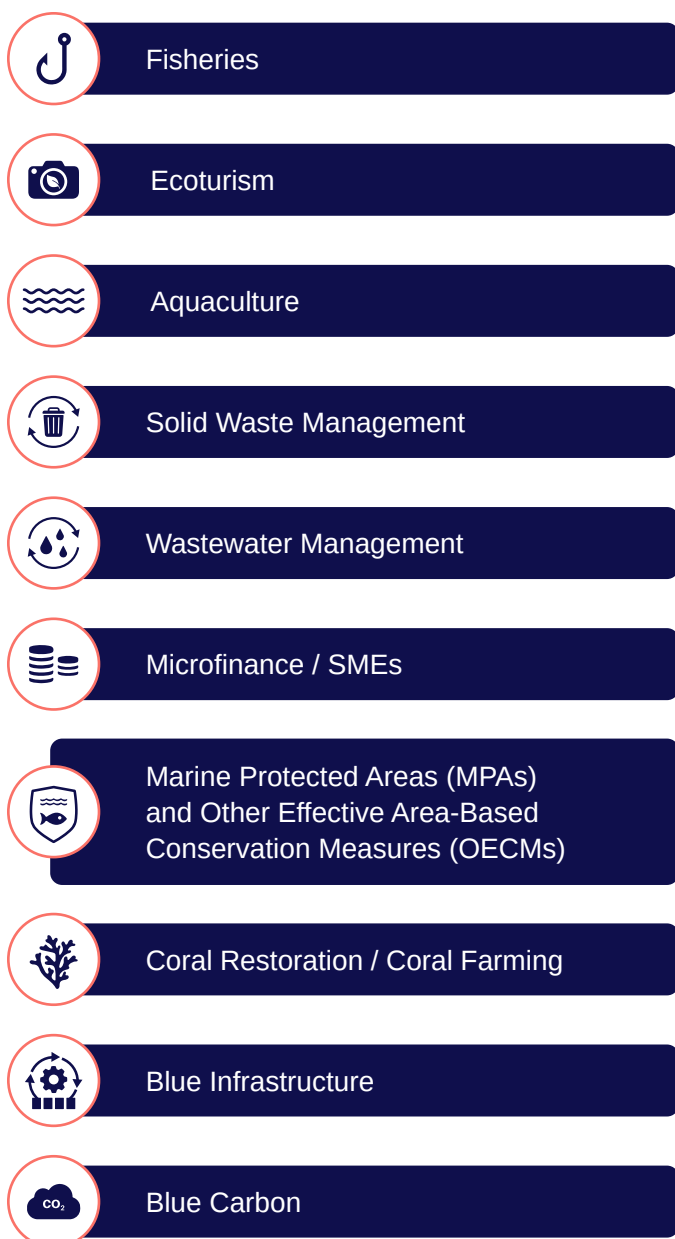 Fisheries
Ecoturism
Aquaculture
Solid Waste Management
Wastewater Management
Microfinance / SMEs
Marine Protected Areas (MPAs)
and Other Effective Area-Based
Conservation Measures (OECMs)
Coral Restoration / Coral Farming
Blue Infrastructure
CO₂
Blue Carbon